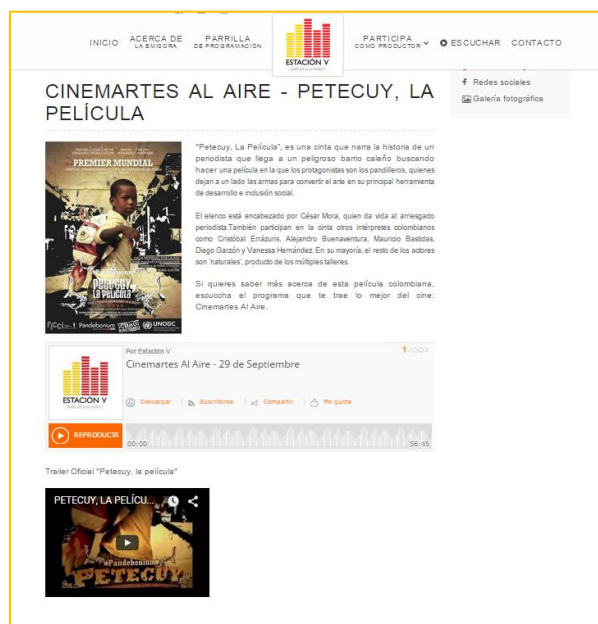 INICIO
ACERCA DE
LA EMISORA
PARRILLA
DE PROGRAMACIÓN
ESTACIÓN V
PARTICIPA
COMO PRODUCTOR
ESCUCHAR
CONTACTO
Redes sociales
Galería fotográfica
CINEMARTES AL AIRE - PETECUY, LA
PELÍCULA
PREMIER MUNDIAL
PETECUY
LA PELÍCULA
ficci
Pandebonium
UNODC
"Petecuy, La Película", es una cinta que narra la historia de un
periodista que llega a un peligroso barrio caleño buscando
hacer una película en la que los protagonistas son los pandilleros, quienes
dejan a un lado las armas para convertir el arte en su principal herramienta
de desarrollo e inclusión social.
El elenco está encabezado por César Mora, quien da vida al arriesgado
periodista.También participan en la cinta otros intérpretes colombianos
como Cristóbal Errázuris, Alejandro Buenaventura, Mauricio Bastidas,
Diego Garzón y Vanessa Hernández. En su mayoría, el resto de los actores
son 'naturales', producto de los múltiples talleres.
Si quieres saber más acerca de esta película colombiana,
escucha el programa que te trae lo mejor del cine:
Cinemartes Al Aire.
ESTACIÓN V
Por Estación V
iVOOX
Cinemartes Al Aire - 29 de Septiembre
Descargar
Suscribirse
Compartir
Me gusta
REPRODUCIR
00:00
56:45
Trailer Oficial "Petecuy, la película"
PETECUY, LA PELÍCU...
#Pandebonium
PETECUY